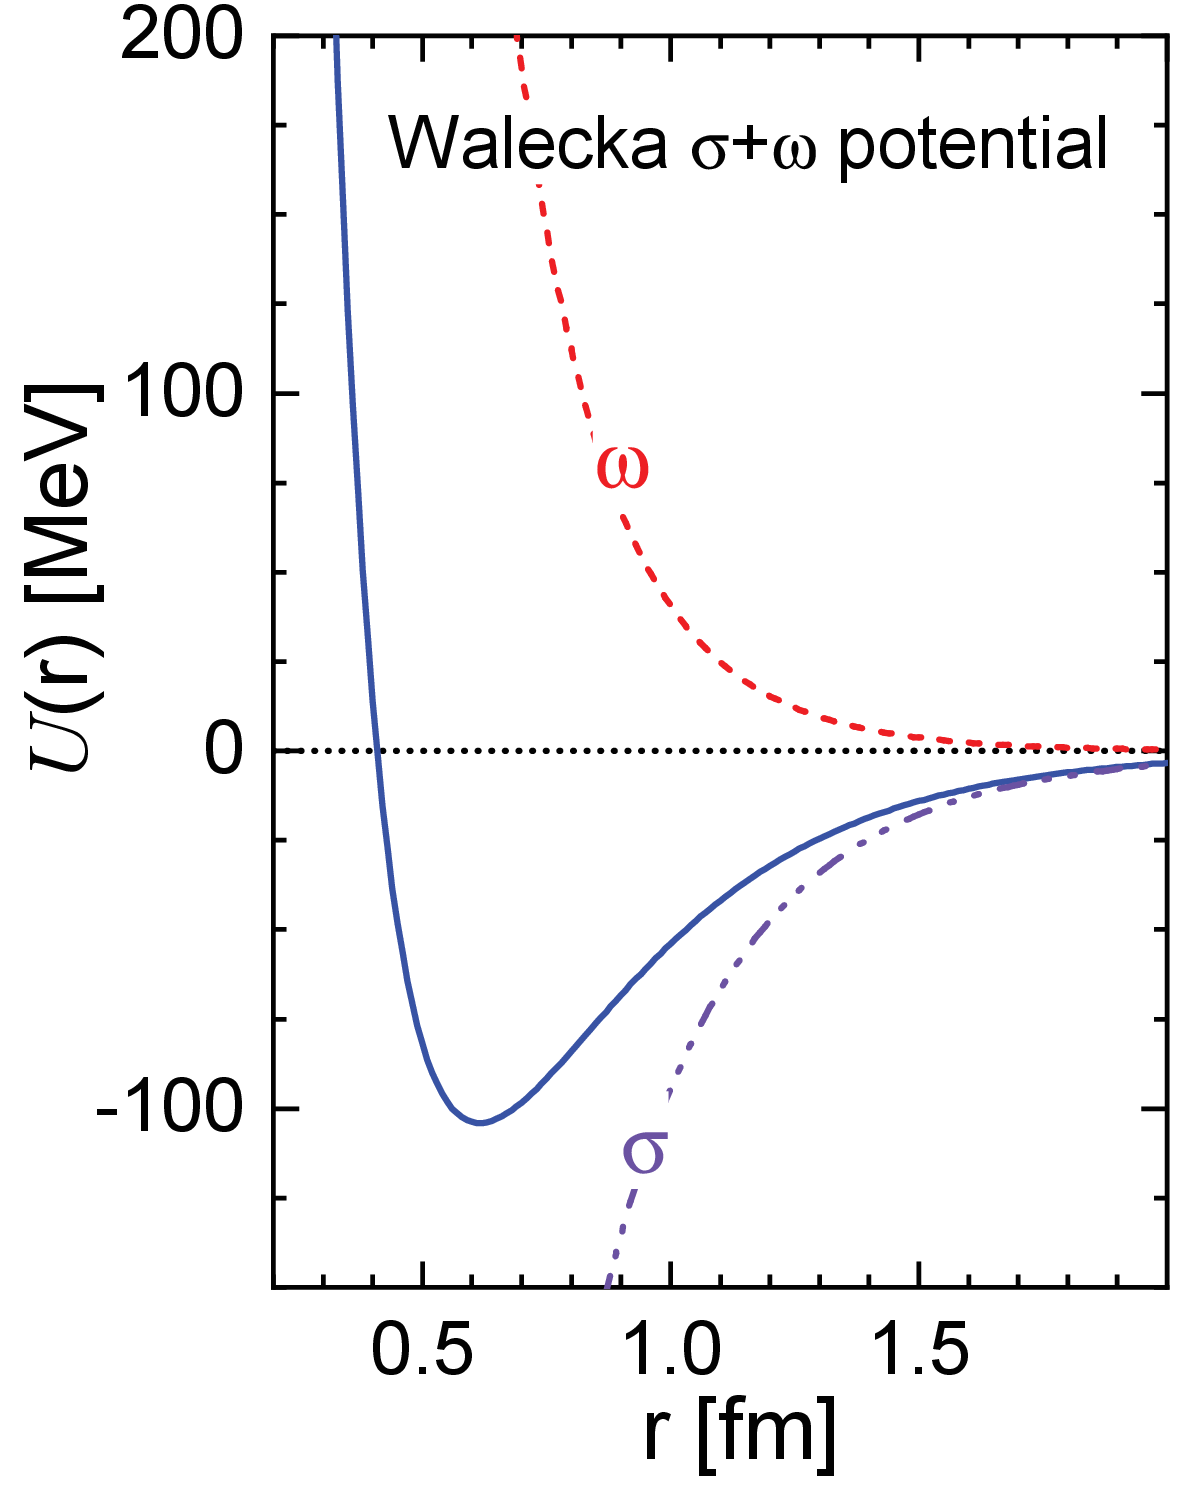 200
Walecka σ+ω potential
100
ω
U(r) [MeV]
0
-100
σ
0.5 1.0 1.5
r [fm]